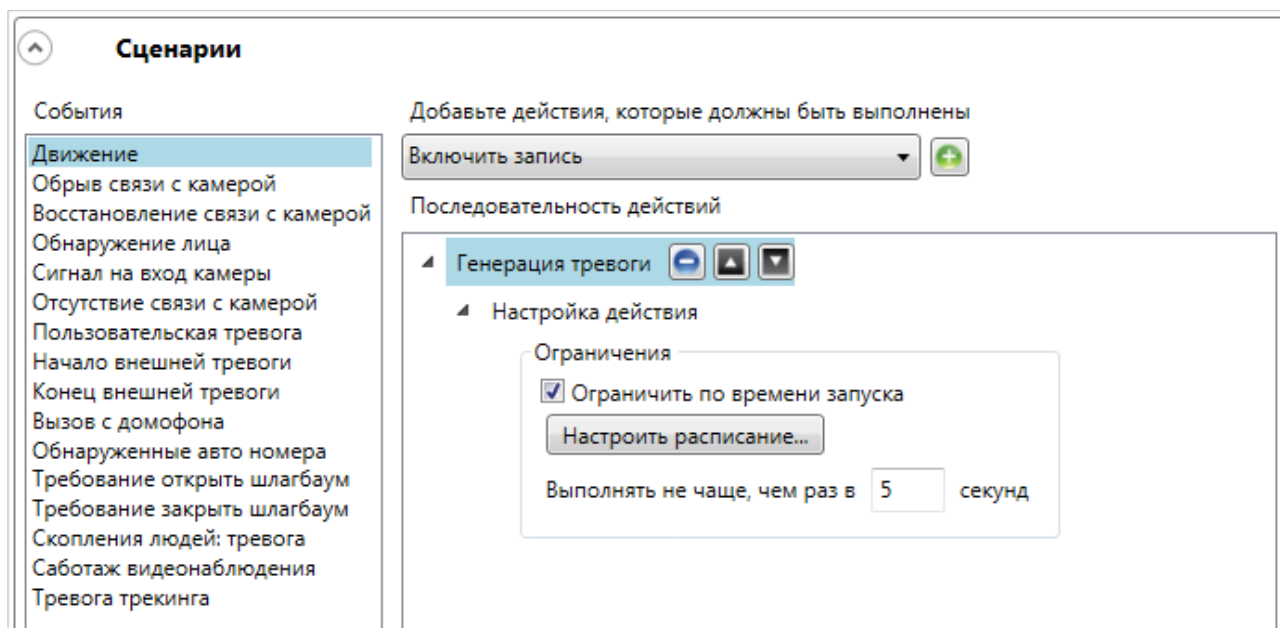 Сценарии
События
Движение
Обрыв связи с камерой
Восстановление связи с камерой
Обнаружение лица
Сигнал на вход камеры
Отсутствие связи с камерой
Пользовательская тревога
Начало внешней тревоги
Конец внешней тревоги
Вызов с домофона
Обнаруженные авто номера
Требование открыть шлагбаум
Требование закрыть шлагбаум
Скопления людей: тревога
Саботаж видеонаблюдения
Тревога трекинга
Добавьте действия, которые должны быть выполнены
Включить запись
Последовательность действий
Генерация тревоги
Настройка действия
Ограничения
Ограничить по времени запуска
Настроить расписание...
Выполнять не чаще, чем раз в 5 секунд